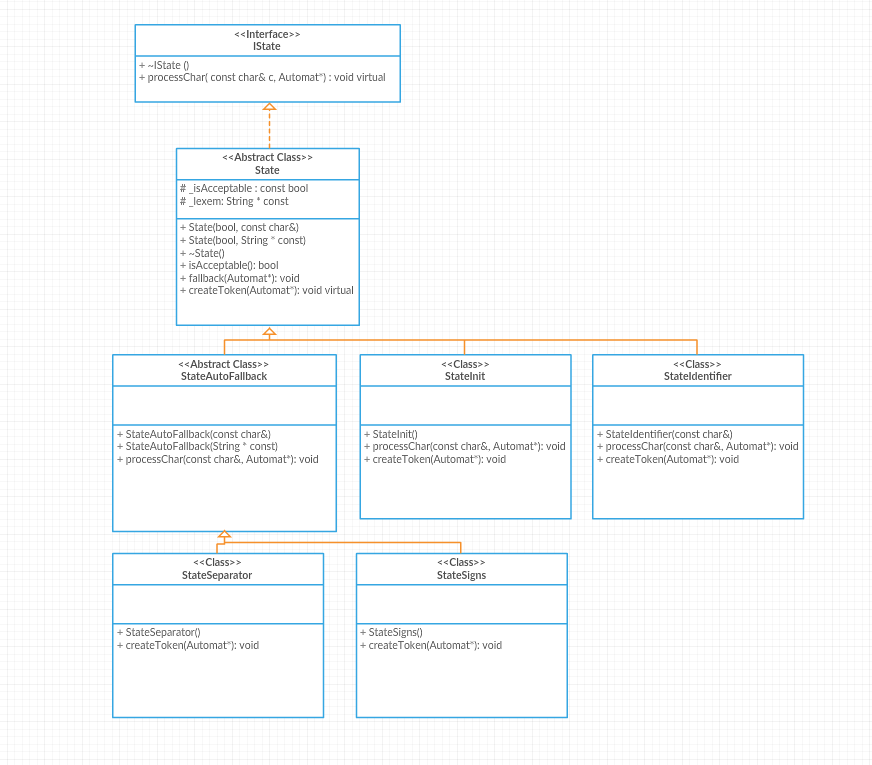 <<Interface>>
IState
+ ~IState ()
+ processChar( const char& c, Automat*) : void virtual
<<Abstract Class>>
State
# _isAcceptable : const bool
# _lexem: String * const
+ State(bool, const char&)
+ State(bool, String * const)
+ ~State()
+ isAcceptable(): bool
+ fallback(Automat*): void
+ createToken(Automat*): void virtual
<<Abstract Class>>
StateAutoFallback
+ StateAutoFallback(const char&)
+ StateAutoFallback(String * const)
+ processChar(const char&, Automat*): void
<<Class>>
StateInit
+ StateInit()
+ processChar(const char&, Automat*): void
+ createToken(Automat*): void
<<Class>>
StateIdentifier
+ StateIdentifier(const char&)
+ processChar(const char&, Automat*): void
+ createToken(Automat*): void
<<Class>>
StateSeparator
+ StateSeparator()
+ createToken(Automat*): void
<<Class>>
StateSigns
+ StateSigns()
+ createToken(Automat*): void